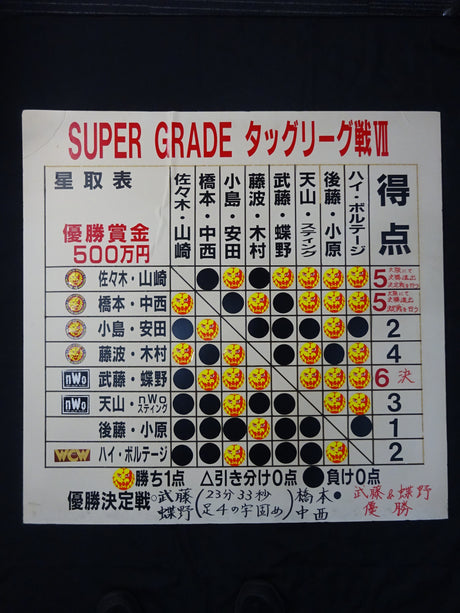 SUPER GRADE タッグリーグ戦Ⅶ
星取表
優勝賞金
500万円
佐々木・山崎
橋本・中西
小島・安田
藤波・木村
武藤・蝶野
天山・スティング
後藤・小原
ハイ・ボルテージ
得点
佐々木・山崎 5
橋本・中西 5
小島・安田 2
藤波・木村 4
nWo 武藤・蝶野 6 決
nWo 天山・nWoスティング 3
後藤・小原 1
WCW ハイ・ボルテージ 2
勝ち1点 △引き分け0点 負け0点
優勝決定戦 ○武藤 蝶野 (23分33秒 足4の字固め) 橋本● 中西 武藤&蝶野 優勝